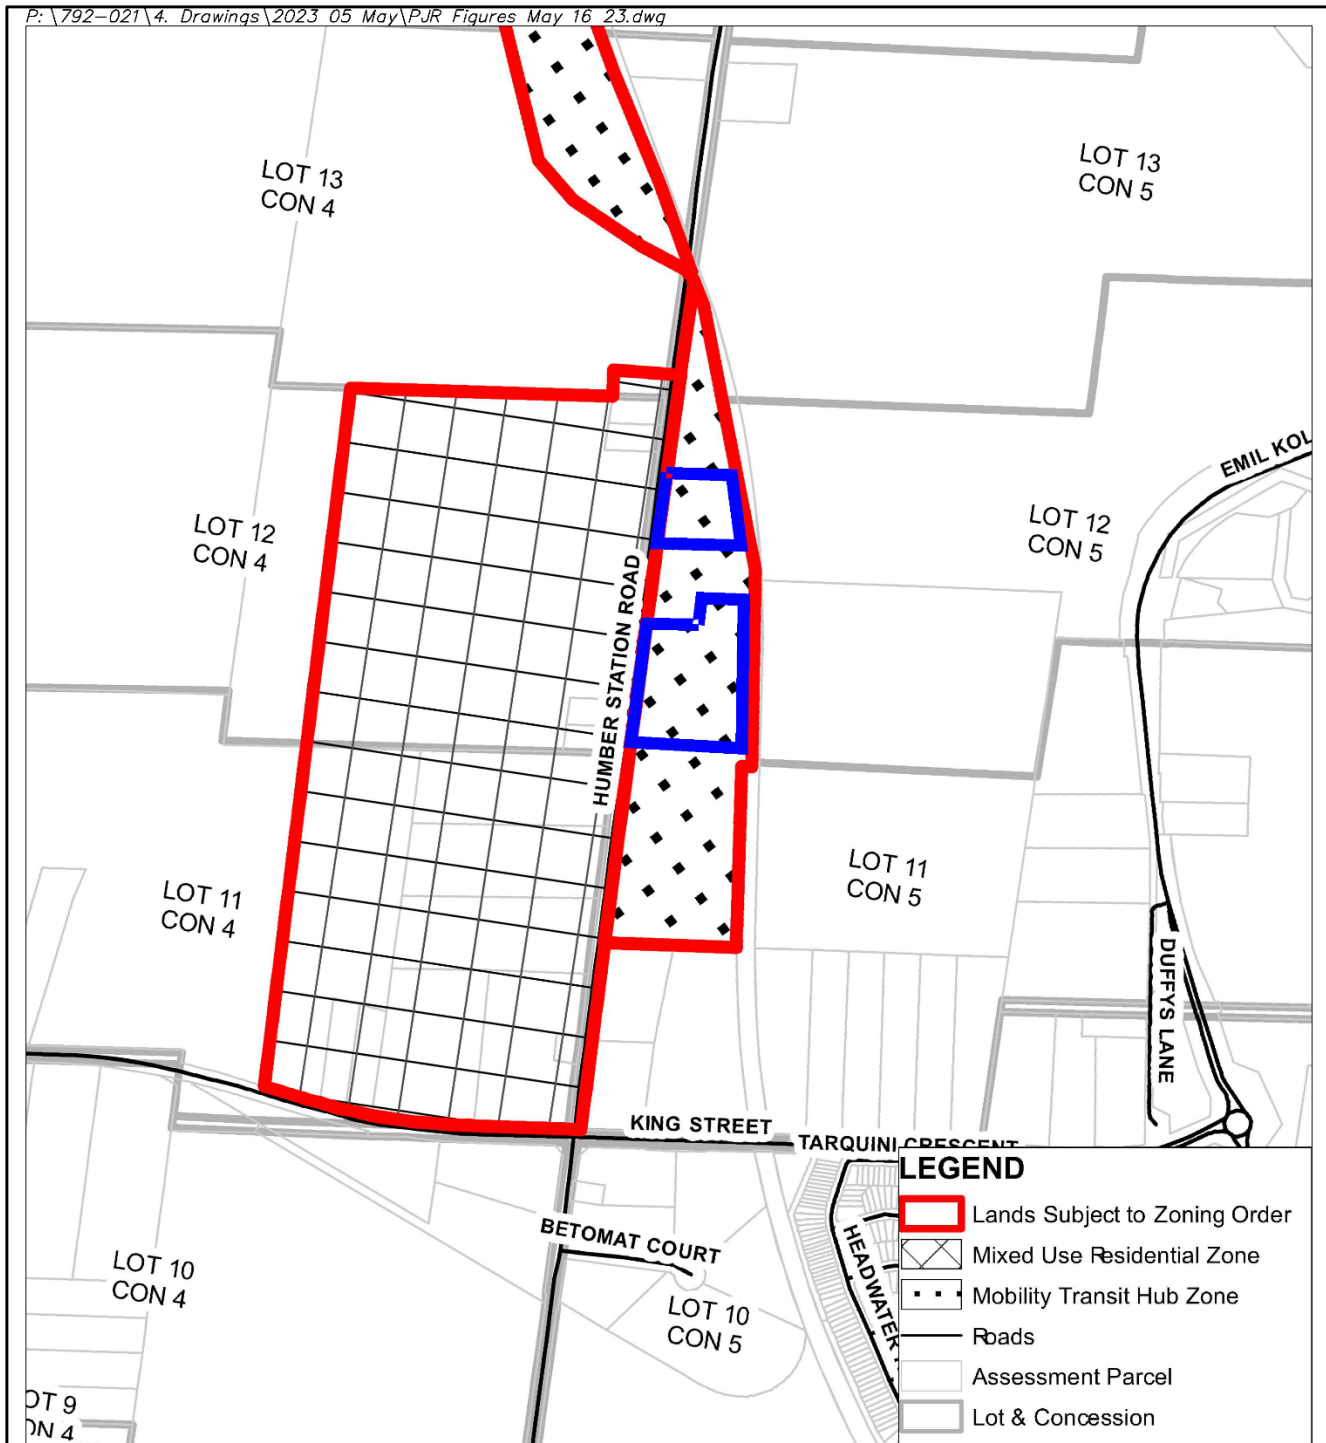 P: \792-021\4. Drawings\2023 05 May\PJR Figures May 16 23.dwg
LOT 13
CON 4
LOT 13
CON 5
EMIL KOL
LOT 12
CON 4
LOT 12
CON 5
HUMBER STATION ROAD
LOT 11
CON 4
LOT 11
CON 5
DUFFYS LANE
KING STREET
TARQUINI CRESCENT
BETOMAT COURT
HEADWATER
LOT 10
CON 4
LOT 10
CON 5
OT 9
ON 4
LEGEND
Lands Subject to Zoning Order
Mixed Use Residential Zone
Mobility Transit Hub Zone
Roads
Assessment Parcel
Lot & Concession